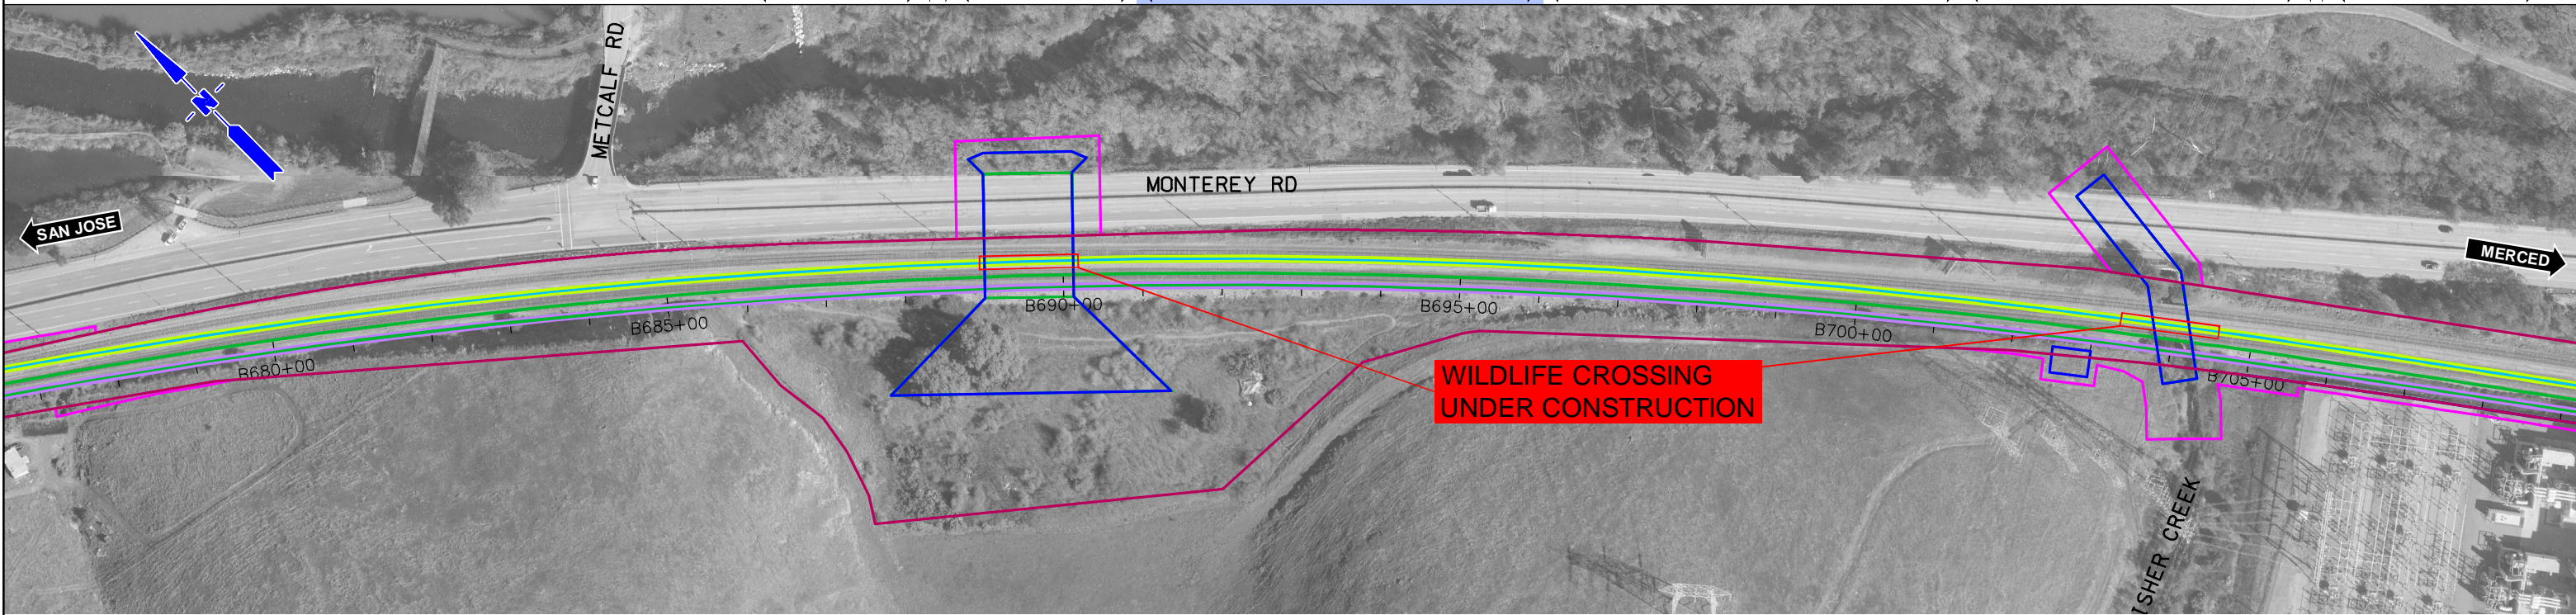 METCALF RD
N
MONTEREY RD
SAN JOSE
MERCED
B680+00
B685+00
B690+00
B695+00
B700+00
B705+00
WILDLIFE CROSSING
UNDER CONSTRUCTION
ISHER CREEK